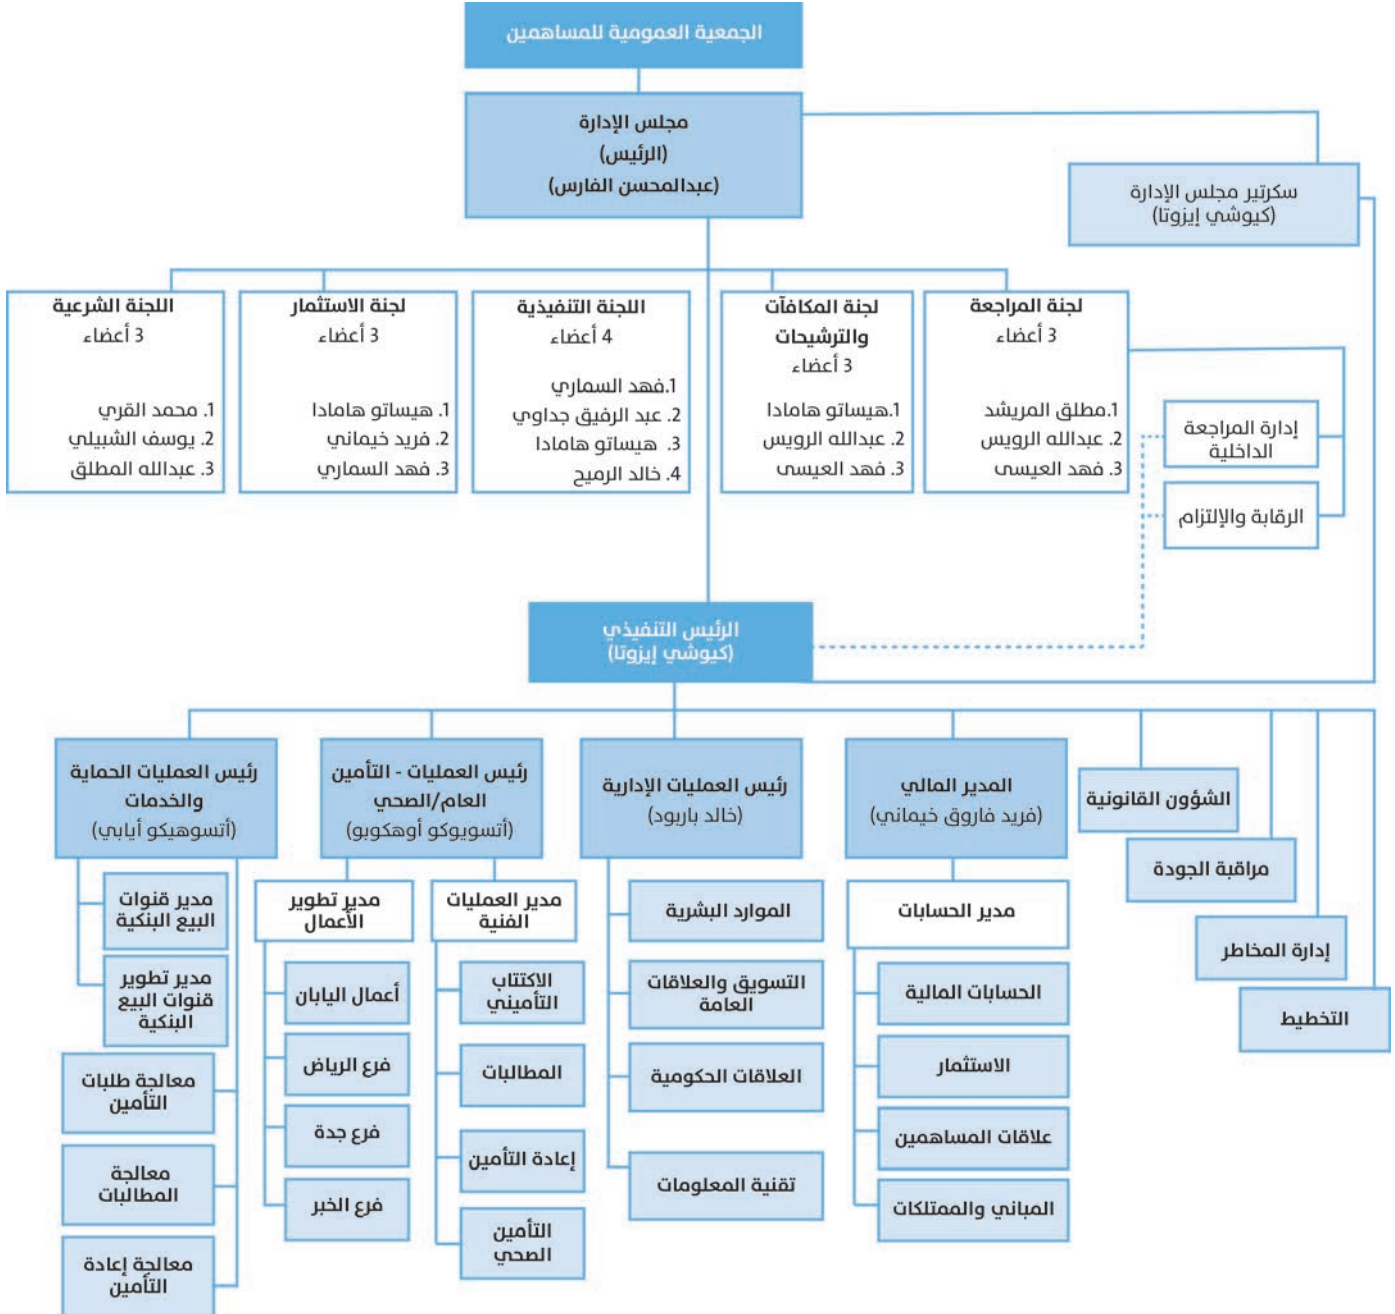 الجمعية العمومية للمساهمين
مجلس الإدارة
(الرئيس)
(عبدالمحسن الفارس)
سكرتير مجلس الإدارة
(كيوشي إيزوتا)
لجنة المراجعة
3 أعضاء
1.مطلق المريشد
2. عبدالله الرويس
3. فهد العيسى
لجنة المكافآت
والترشيحات
3 أعضاء
1.هيساتو هامادا
2. عبدالله الرويس
3. فهد العيسى
اللجنة التنفيذية
4 أعضاء
1.فهد السماري
2. عبد الرفيق جداوي
3. هيساتو هامادا
4. خالد الرميح
لجنة الاستثمار
3 أعضاء
1. هيساتو هامادا
2. فريد خيماني
3. فهد السماري
اللجنة الشرعية
3 أعضاء
1. محمد القري
2. يوسف الشبيلي
3. عبدالله المطلق
إدارة المراجعة
الداخلية
الرقابة والإلتزام
الرئيس التنفيذي
(كيوشي إيزوتا)
الشؤون القانونية
مراقبة الجودة
إدارة المخاطر
التخطيط
المدير المالي
(فريد فاروق خيماني)
مدير الحسابات
الحسابات المالية
الاستثمار
علاقات المساهمين
المباني والممتلكات
رئيس العمليات الإدارية
(خالد باربود)
الموارد البشرية
التسويق والعلاقات
العامة
العلاقات الحكومية
تقنية المعلومات
رئيس العمليات - التأمين
العام/الصحي
(أتسويوكو أوهكوبو)
مدير العمليات
الفنية
الاكتتاب
التأميني
المطالبات
إعادة التأمين
التأمين
الصحي
مدير تطوير
الأعمال
أعمال اليابان
فرع الرياض
فرع جدة
فرع الخبر
رئيس العمليات الحماية
والخدمات
(أتسوهيكو أيابي)
مدير قنوات
البيع البنكية
مدير تطوير
قنوات البيع
البنكية
معالجة طلبات
التأمين
معالجة
المطالبات
معالجة إعادة
التأمين